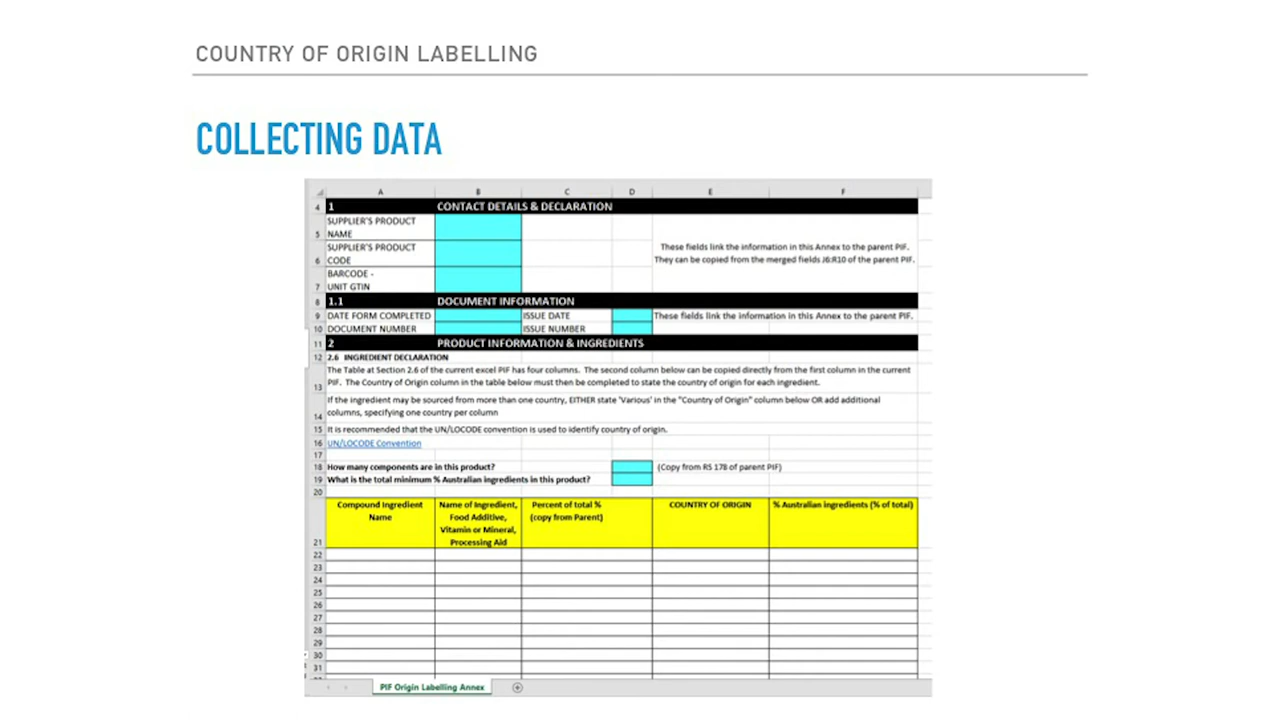 COUNTRY OF ORIGIN LABELLING
COLLECTING DATA
A B C D E F
4 1 CONTACT DETAILS & DECLARATION
SUPPLIER'S PRODUCT
5 NAME
SUPPLIER'S PRODUCT These fields link the information in this Annex to the parent PIF.
6 CODE They can be copied from the merged fields J6:R10 of the parent PIF.
BARCODE -
7 UNIT GTIN
8 1.1 DOCUMENT INFORMATION
9 DATE FORM COMPLETED ISSUE DATE These fields link the information in this Annex to the parent PIF.
10 DOCUMENT NUMBER ISSUE NUMBER
11 2 PRODUCT INFORMATION & INGREDIENTS
12 2.6 INGREDIENT DECLARATION
The Table at Section 2.6 of the current excel PIF has four columns. The second column below can be copied directly from the first column in the current
13 PIF. The Country of Origin column in the table below must then be completed to state the country of origin for each ingredient.
If the ingredient may be sourced from more than one country, EITHER state 'Various' in the "Country of Origin" column below OR add additional
14 columns, specifying one country per column
15 It is recommended that the UN/LOCODE convention is used to identify country of origin.
16 UN/LOCODE Convention
17
18 How many components are in this product? (Copy from RS 178 of parent PIF)
19 What is the total minimum % Australian ingredients in this product?
20
Compound Ingredient Name of Ingredient, Percent of total % COUNTRY OF ORIGIN % Australian ingredients (% of total)
Name Food Additive, (copy from Parent)
Vitamin or Mineral,
21 Processing Aid
22
23
24
25
26
27
28
29
30
31
PIF Origin Labelling Annex